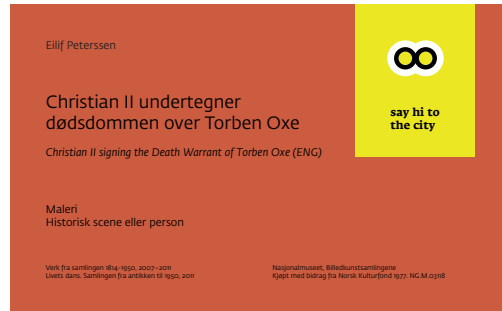 Eilif Peterssen
say hi to
the city
Christian II undertegner
dødsdommen over Torben Oxe
Christian II signing the Death Warrant of Torben Oxe (ENG)
Maleri
Historisk scene eller person
Verk fra samlingen 1814-1950, 2007–2011
Livets dans. Samlingen fra antikken til 1950, 2011
Nasjonalmuseet, Billedkunstsamlingene
Kjøpt med bidrag fra Norsk Kulturfond 1977. NG.M.03118